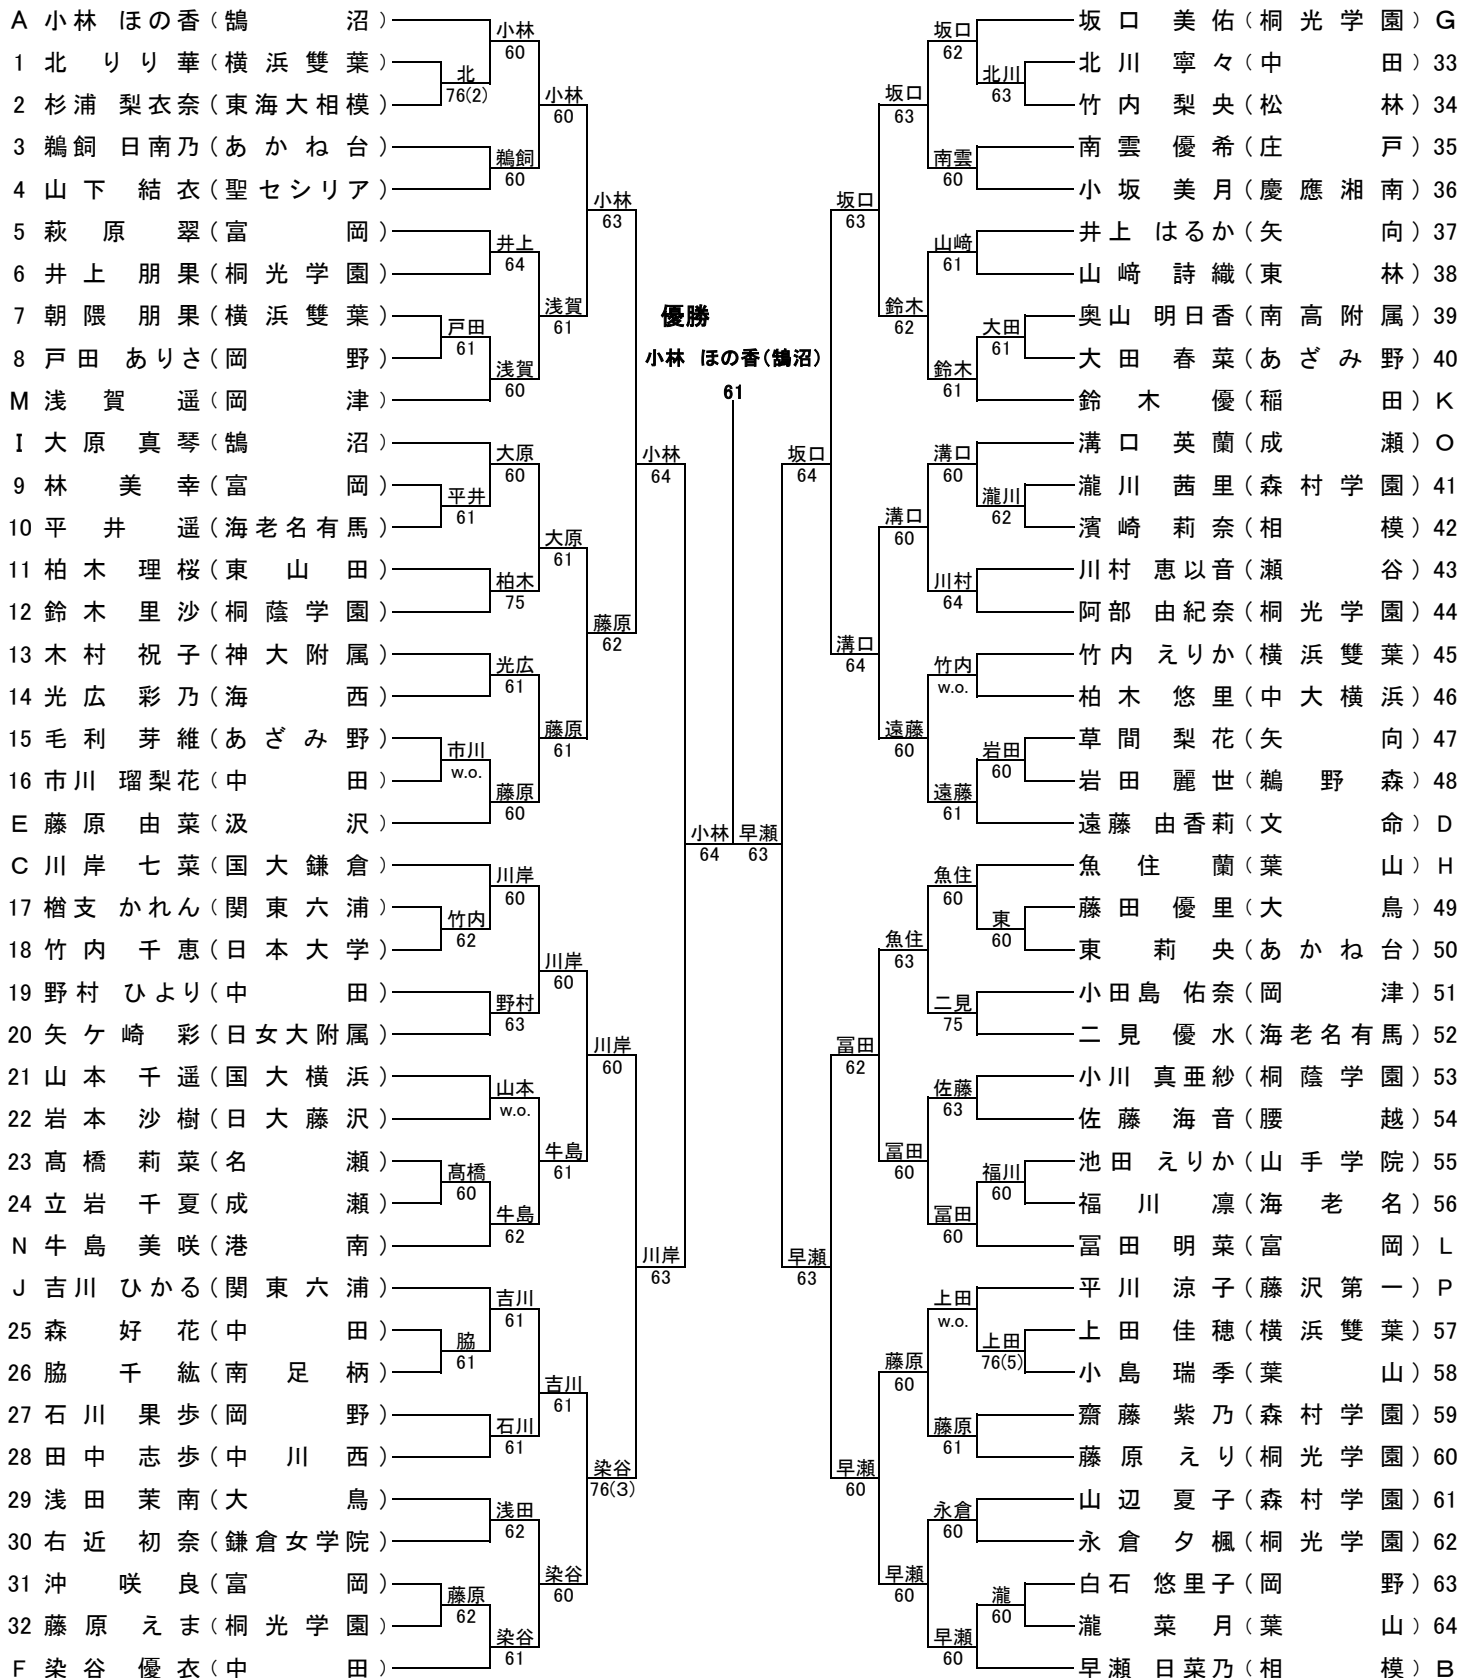 A 小林 ほの香（鵠沼）
1 北 りり華（横浜雙葉）
2 杉浦 梨衣奈（東海大相模）
3 鵜飼 日南乃（あかね台）
4 山下 結衣（聖セシリア）
5 萩原 翠（富岡）
6 井上 朋果（桐光学園）
7 朝隈 朋果（横浜雙葉）
8 戸田 ありさ（岡野）
M 浅賀 遥（岡津）
I 大原 真琴（鵠沼）
9 林 美幸（富岡）
10 平井 遥（海老名有馬）
11 柏木 理桜（東山田）
12 鈴木 里沙（桐蔭学園）
13 木村 祝子（神大附属）
14 光広 彩乃（海西）
15 毛利 芽維（あざみ野）
16 市川 瑠梨花（中田）
E 藤原 由菜（汲沢）
C 川岸 七菜（国大鎌倉）
17 楢支 かれん（関東六浦）
18 竹内 千恵（日本大学）
19 野村 ひより（中田）
20 矢ケ崎 彩（日女大附属）
21 山本 千遥（国大横浜）
22 岩本 沙樹（日大藤沢）
23 髙橋 莉菜（名瀬）
24 立岩 千夏（成瀬）
N 牛島 美咲（港南）
J 吉川 ひかる（関東六浦）
25 森 好花（中田）
26 脇 千紘（南足柄）
27 石川 果歩（岡野）
28 田中 志歩（中川西）
29 浅田 茉南（大鳥）
30 右近 初奈（鎌倉女学院）
31 沖 咲良（富岡）
32 藤原 えま（桐光学園）
F 染谷 優衣（中田）
北
76(2)
戸田
61
平井
61
市川
w.o.
竹内
62
髙橋
60
脇
61
藤原
62
小林
60
鵜飼
60
井上
64
浅賀
60
大原
60
柏木
75
光広
61
藤原
60
川岸
60
野村
63
山本
w.o.
牛島
62
吉川
61
石川
61
浅田
62
染谷
61
小林
60
浅賀
61
大原
61
藤原
61
川岸
60
牛島
61
吉川
61
染谷
60
小林
63
藤原
62
川岸
60
染谷
76(3)
小林
64
川岸
63
小林
64
優勝
小林 ほの香（鵠沼）
61
早瀬
63
坂口
64
早瀬
63
坂口
63
溝口
64
冨田
62
早瀬
60
坂口
63
鈴木
62
溝口
60
遠藤
60
魚住
63
冨田
60
藤原
60
早瀬
60
坂口
62
南雲
60
山﨑
61
鈴木
61
溝口
60
川村
64
竹内
w.o.
遠藤
61
魚住
60
二見
75
佐藤
63
冨田
60
上田
w.o.
藤原
61
永倉
60
早瀬
60
北川
63
大田
61
瀧川
62
岩田
60
東
60
福川
60
上田
76(5)
瀧
60
坂口 美佑（桐光学園）G
北川 寧々（中田）33
竹内 梨央（松林）34
南雲 優希（庄戸）35
小坂 美月（慶應湘南）36
井上 はるか（矢向）37
山﨑 詩織（東林）38
奥山 明日香（南高附属）39
大田 春菜（あざみ野）40
鈴木 優（稲田）K
溝口 英蘭（成瀬）O
瀧川 茜里（森村学園）41
濱崎 莉奈（相模）42
川村 恵以音（瀬谷）43
阿部 由紀奈（桐光学園）44
竹内 えりか（横浜雙葉）45
柏木 悠里（中大横浜）46
草間 梨花（矢向）47
岩田 麗世（鵜野森）48
遠藤 由香莉（文命）D
魚住 蘭（葉山）H
藤田 優里（大鳥）49
東 莉央（あかね台）50
小田島 佑奈（岡津）51
二見 優水（海老名有馬）52
小川 真亜紗（桐蔭学園）53
佐藤 海音（腰越）54
池田 えりか（山手学院）55
福川 凛（海老名）56
冨田 明菜（富岡）L
平川 涼子（藤沢第一）P
上田 佳穂（横浜雙葉）57
小島 瑞季（葉山）58
齋藤 紫乃（森村学園）59
藤原 えり（桐光学園）60
山辺 夏子（森村学園）61
永倉 夕楓（桐光学園）62
白石 悠里子（岡野）63
瀧 菜月（葉山）64
早瀬 日菜乃（相模）B